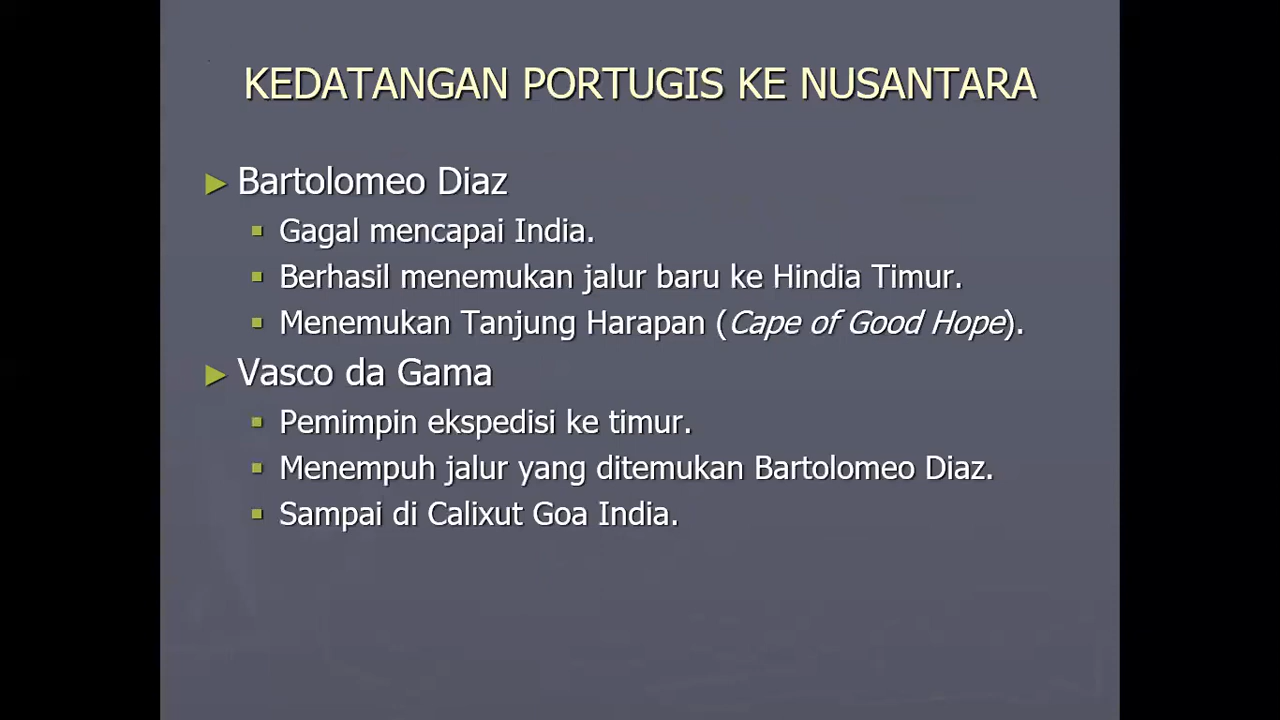 KEDATANGAN PORTUGIS KE NUSANTARA
Bartolomeo Diaz
Gagal mencapai India.
Berhasil menemukan jalur baru ke Hindia Timur.
Menemukan Tanjung Harapan (Cape of Good Hope).
Vasco da Gama
Pemimpin ekspedisi ke timur.
Menempuh jalur yang ditemukan Bartolomeo Diaz.
Sampai di Calixut Goa India.